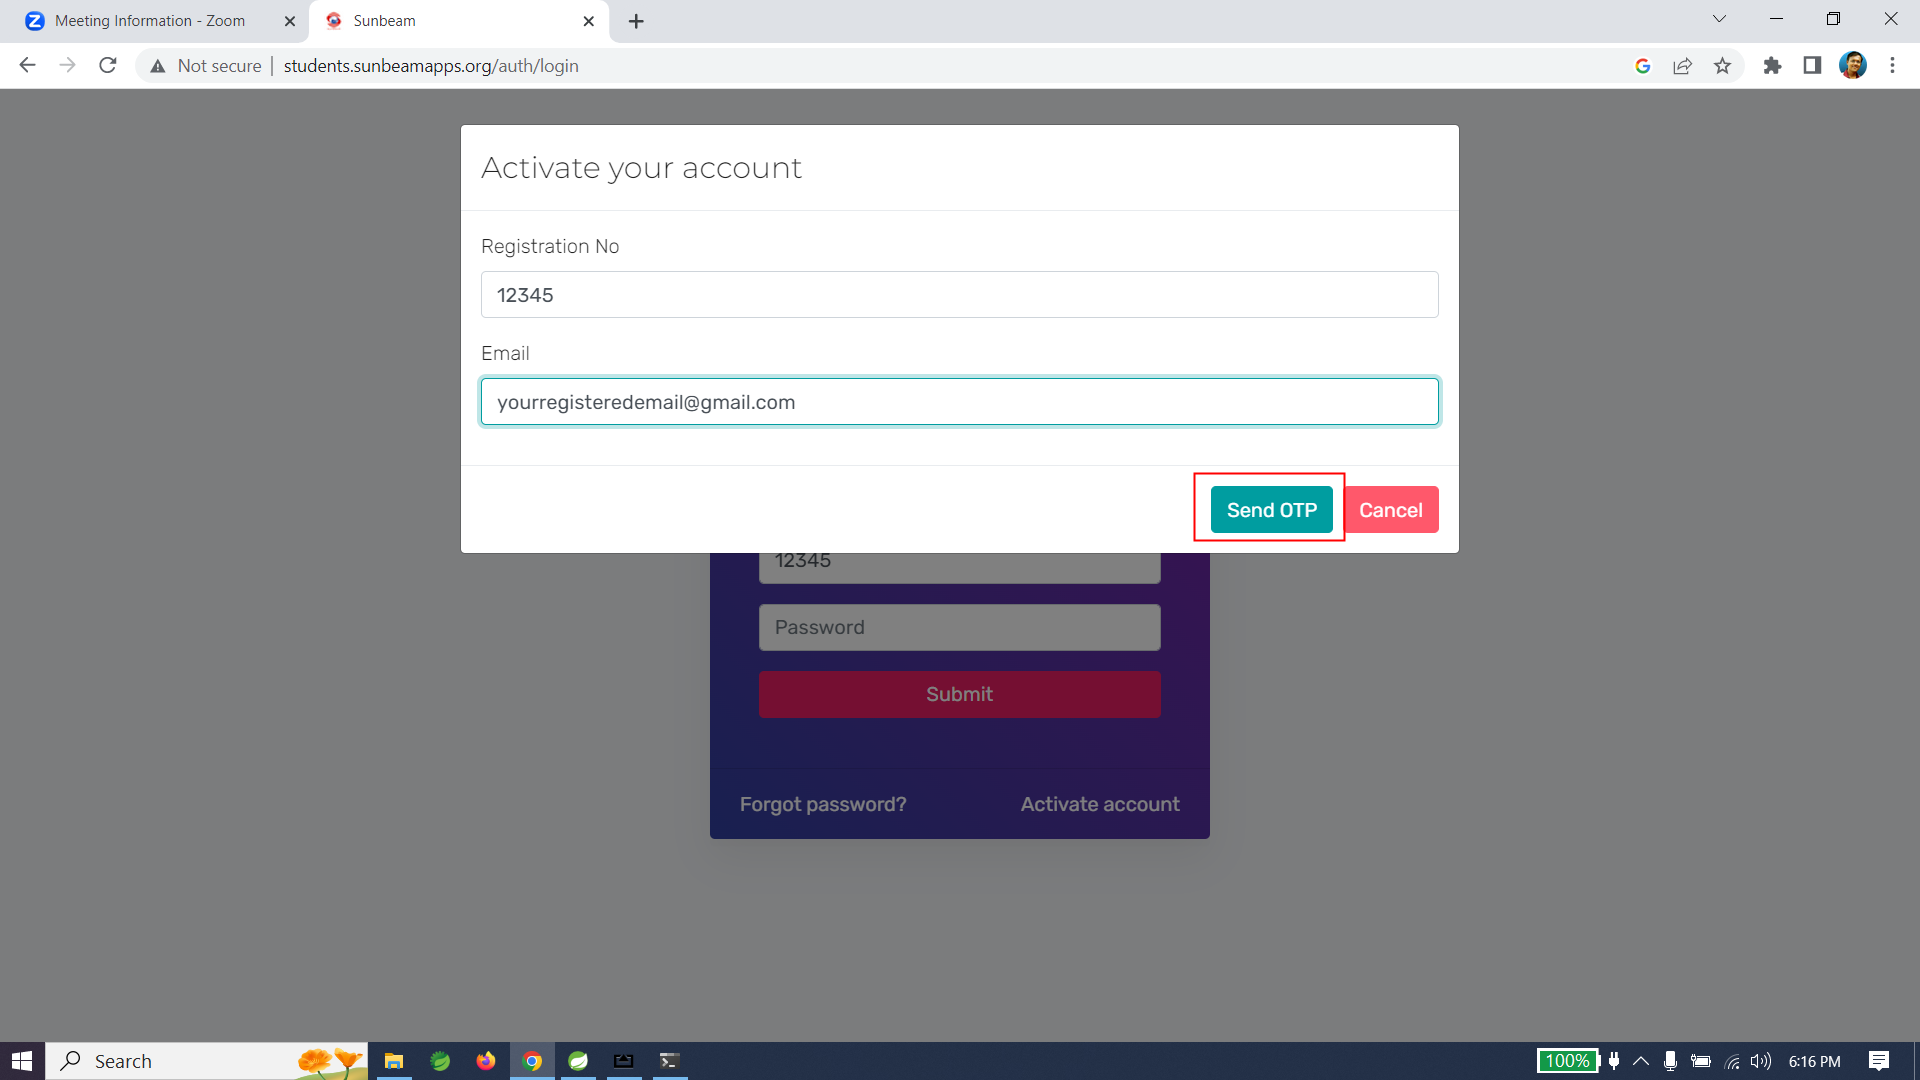 Meeting Information - Zoom
Sunbeam
Not secure
students.sunbeamapps.org/auth/login
Activate your account
Registration No
12345
Email
yourregisteredemail@gmail.com
Send OTP
Cancel
12345
Password
Submit
Forgot password?
Activate account
Search
100%
6:16 PM